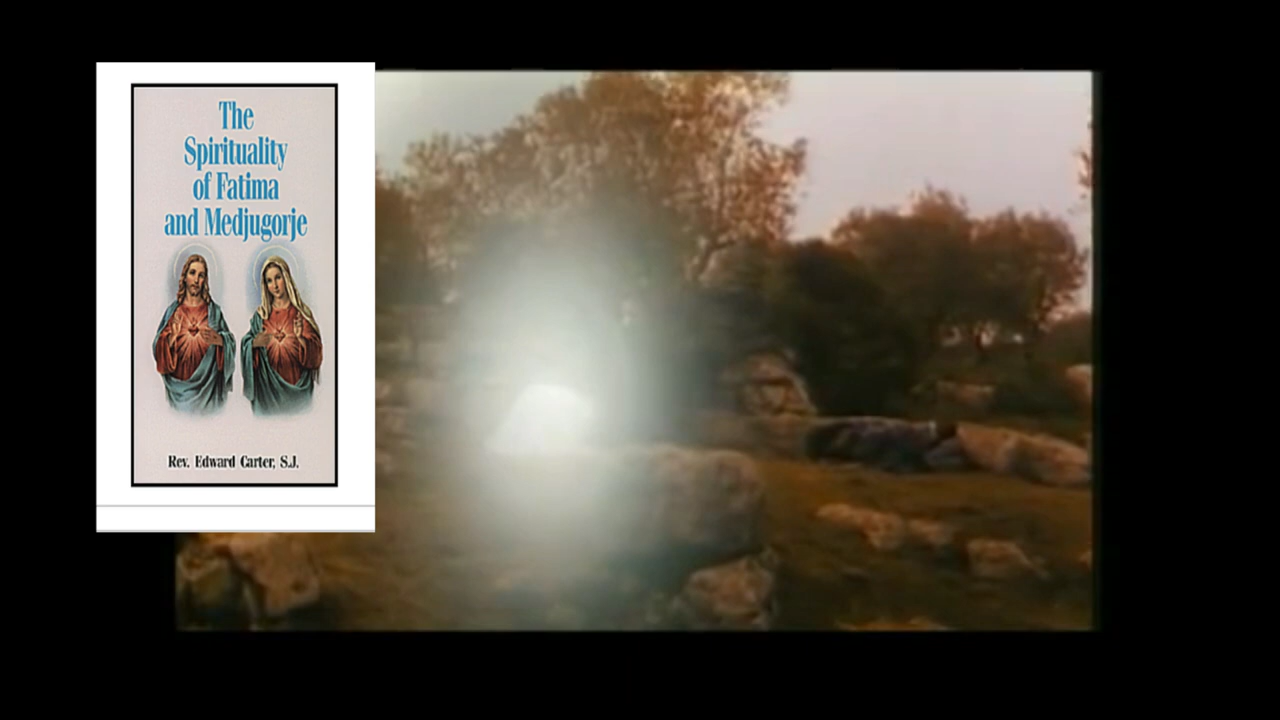 The
Spirituality
of Fatima
and Medjugorje
Rev. Edward Carter, S.J.